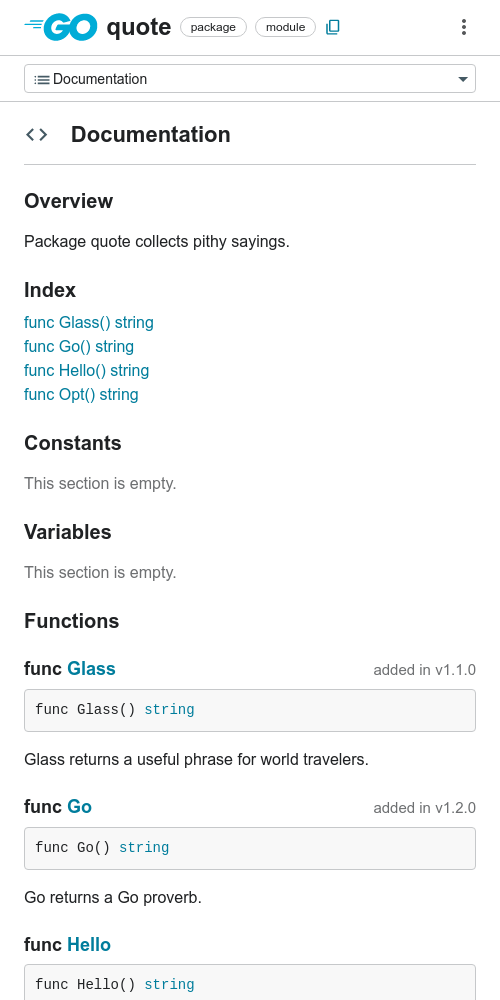 GO quote package module
Documentation
Documentation
Overview
Package quote collects pithy sayings.
Index
func Glass() string
func Go() string
func Hello() string
func Opt() string
Constants
This section is empty.
Variables
This section is empty.
Functions
func Glass added in v1.1.0
func Glass() string
Glass returns a useful phrase for world travelers.
func Go added in v1.2.0
func Go() string
Go returns a Go proverb.
func Hello
func Hello() string